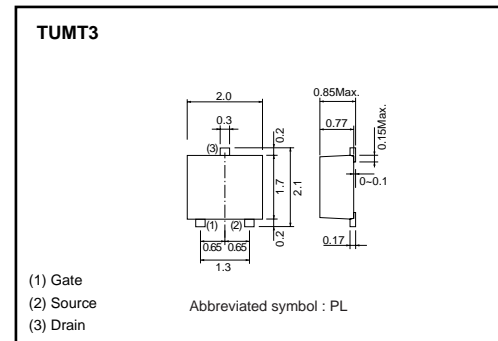 TUMT3
0.85Max.
2.0
0.77
0.3
0.2
0.15Max.
(3)
1.7
2.1
0~0.1
(1) (2)
0.2
0.65 0.65
0.17
1.3
(1) Gate
(2) Source
(3) Drain
Abbreviated symbol : PL